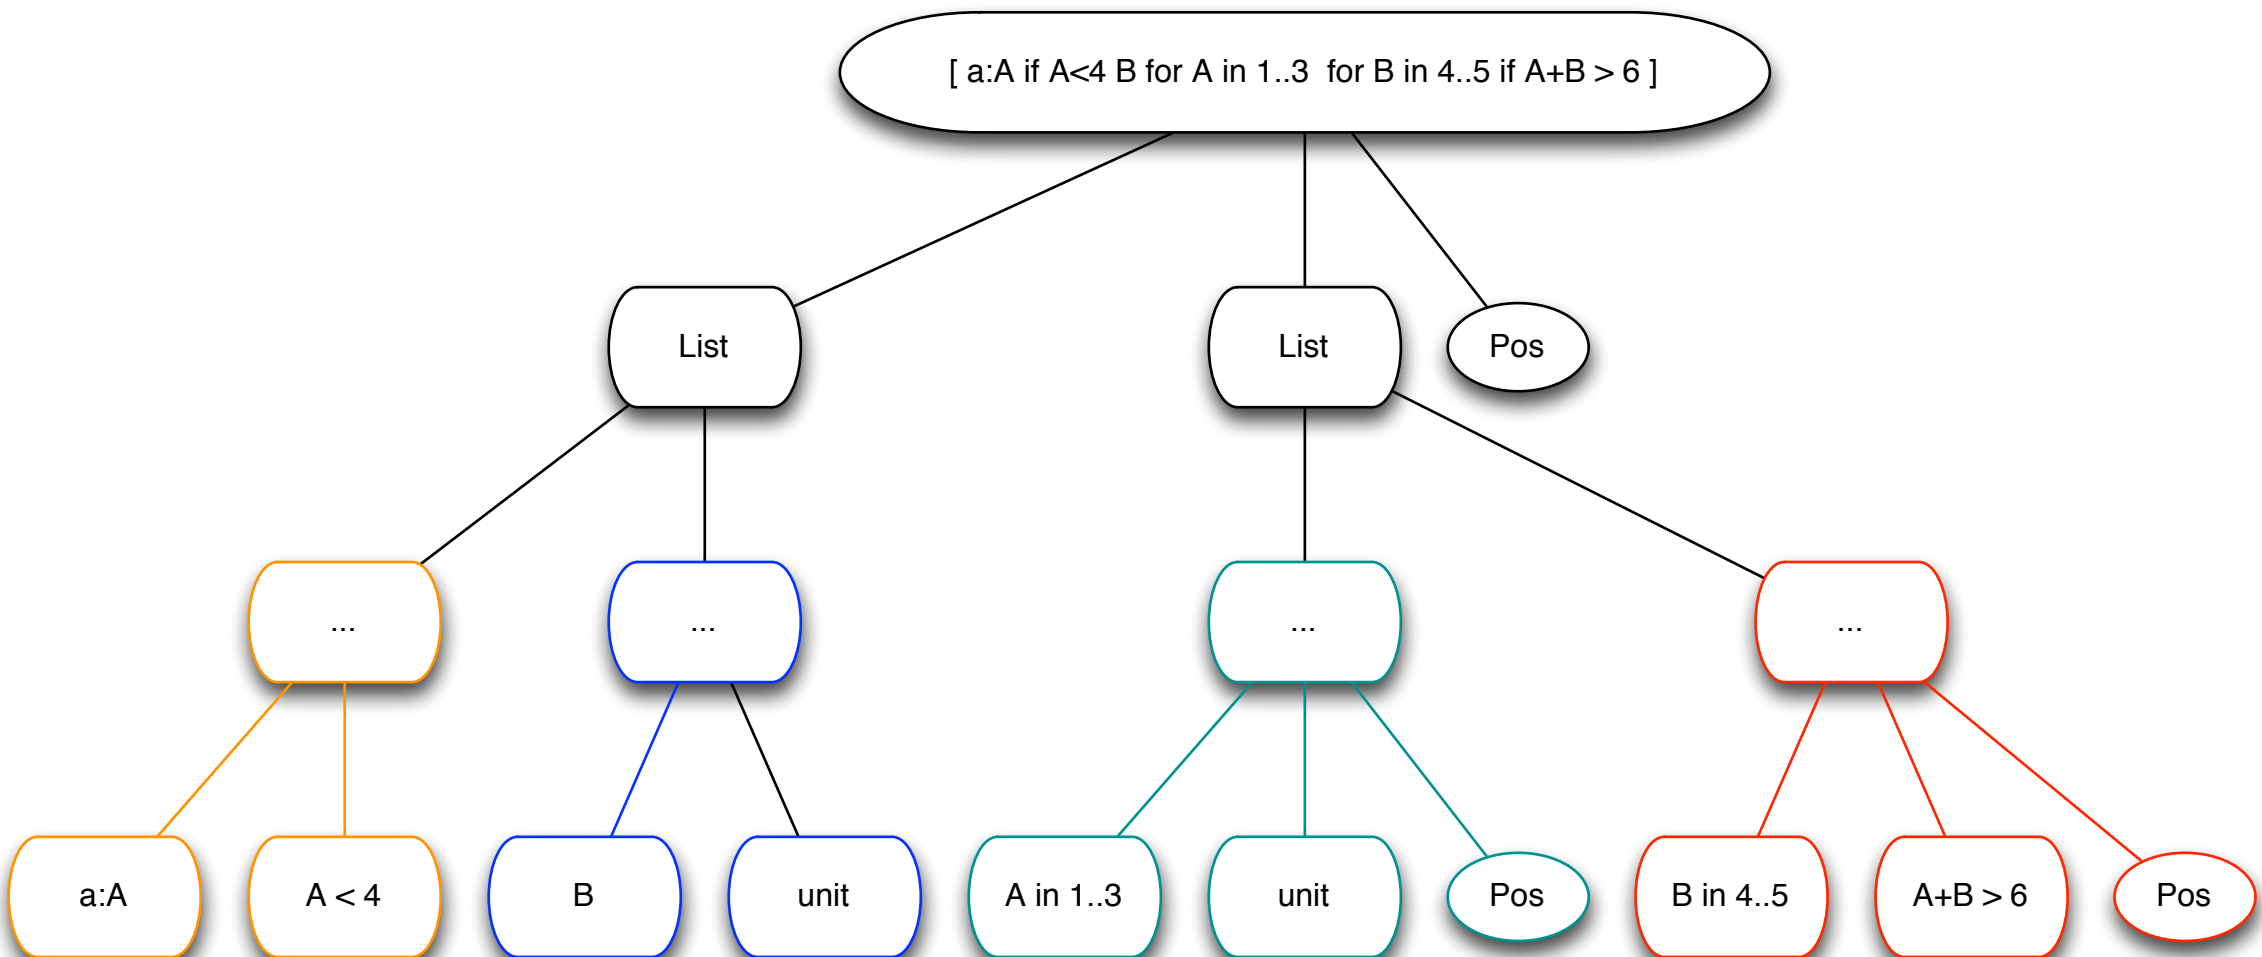 [ a:A if A<4 B for A in 1..3  for B in 4..5 if A+B > 6 ]
List
List
Pos
...
...
...
...
a:A
A < 4
B
unit
A in 1..3
unit
Pos
B in 4..5
A+B > 6
Pos